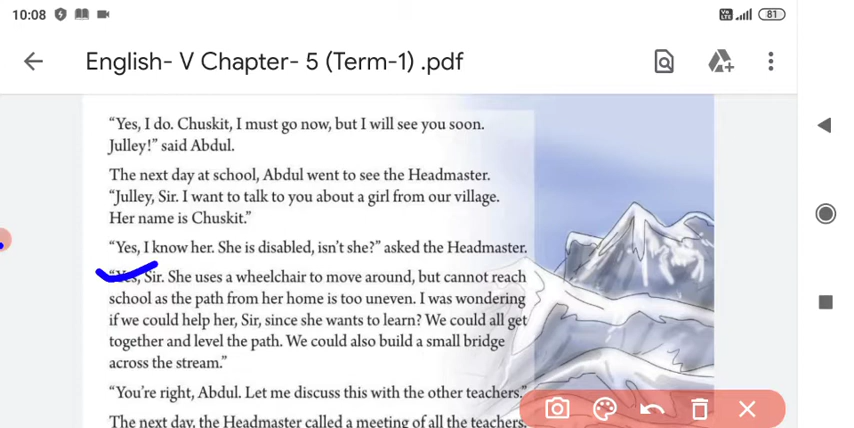 10:08
81
English- V Chapter- 5 (Term-1) .pdf
“Yes, I do. Chuskit, I must go now, but I will see you soon.
Julley!” said Abdul.
The next day at school, Abdul went to see the Headmaster.
“Julley, Sir. I want to talk to you about a girl from our village.
Her name is Chuskit.”
“Yes, I know her. She is disabled, isn’t she?” asked the Headmaster.
“Yes, Sir. She uses a wheelchair to move around, but cannot reach
school as the path from her home is too uneven. I was wondering
if we could help her, Sir, since she wants to learn? We could all get
together and level the path. We could also build a small bridge
across the stream.”
“You’re right, Abdul. Let me discuss this with the other teachers.”
The next day, the Headmaster called a meeting of all the teachers.